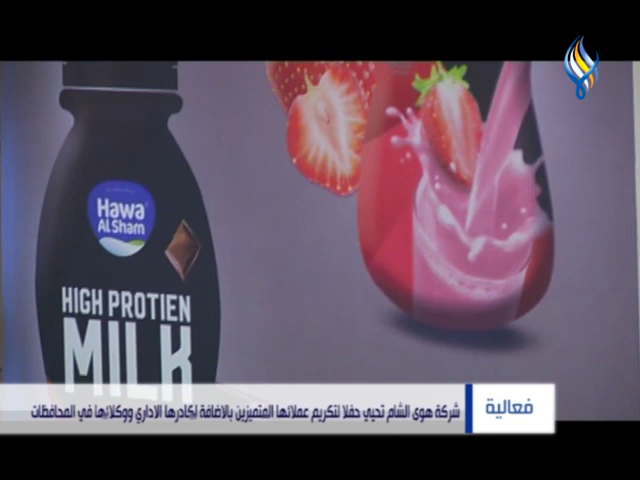 Hawa
Al Sham
HIGH PROTIEN
MILK
فعالية
شركة هوى الشام تحيي حفلا لتكريم عملائها المتميزين بالاضافة لكادرها الاداري ووكلائها في المحافظات